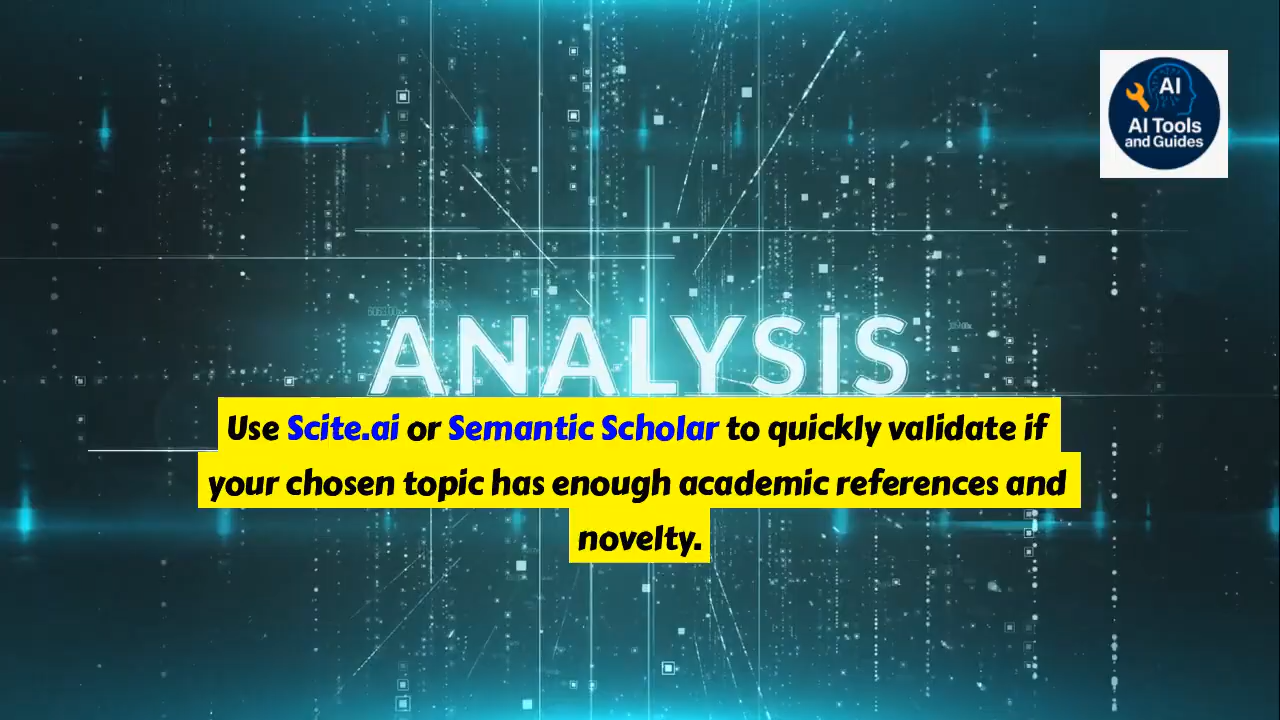 AI
AI Tools
and Guides
ANALYSIS
Use Scite.ai or Semantic Scholar to quickly validate if
your chosen topic has enough academic references and
novelty.